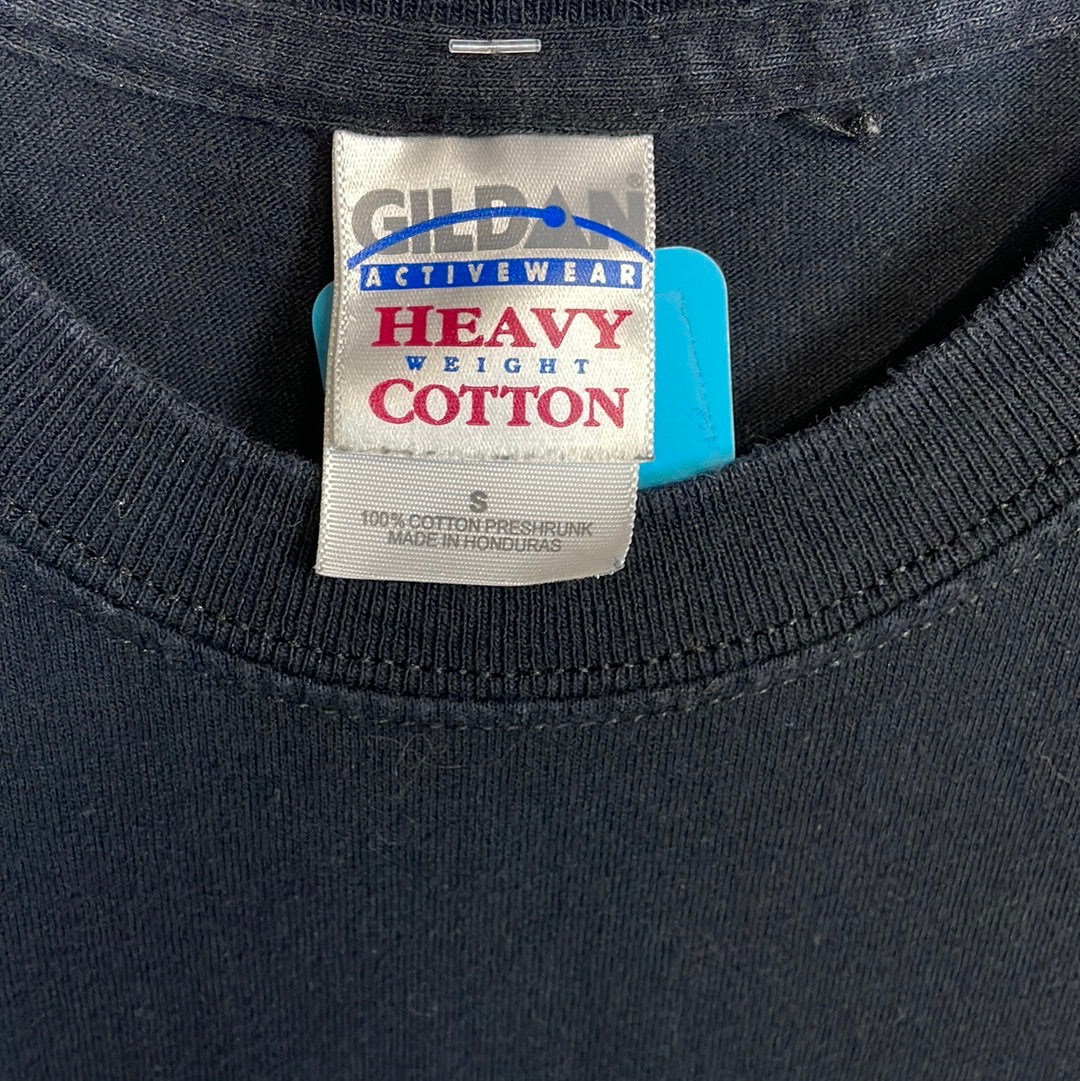 GILDAN®
ACTIVEWEAR
HEAVY
WEIGHT
COTTON
S
100% COTTON PRESHRUNK
MADE IN HONDURAS